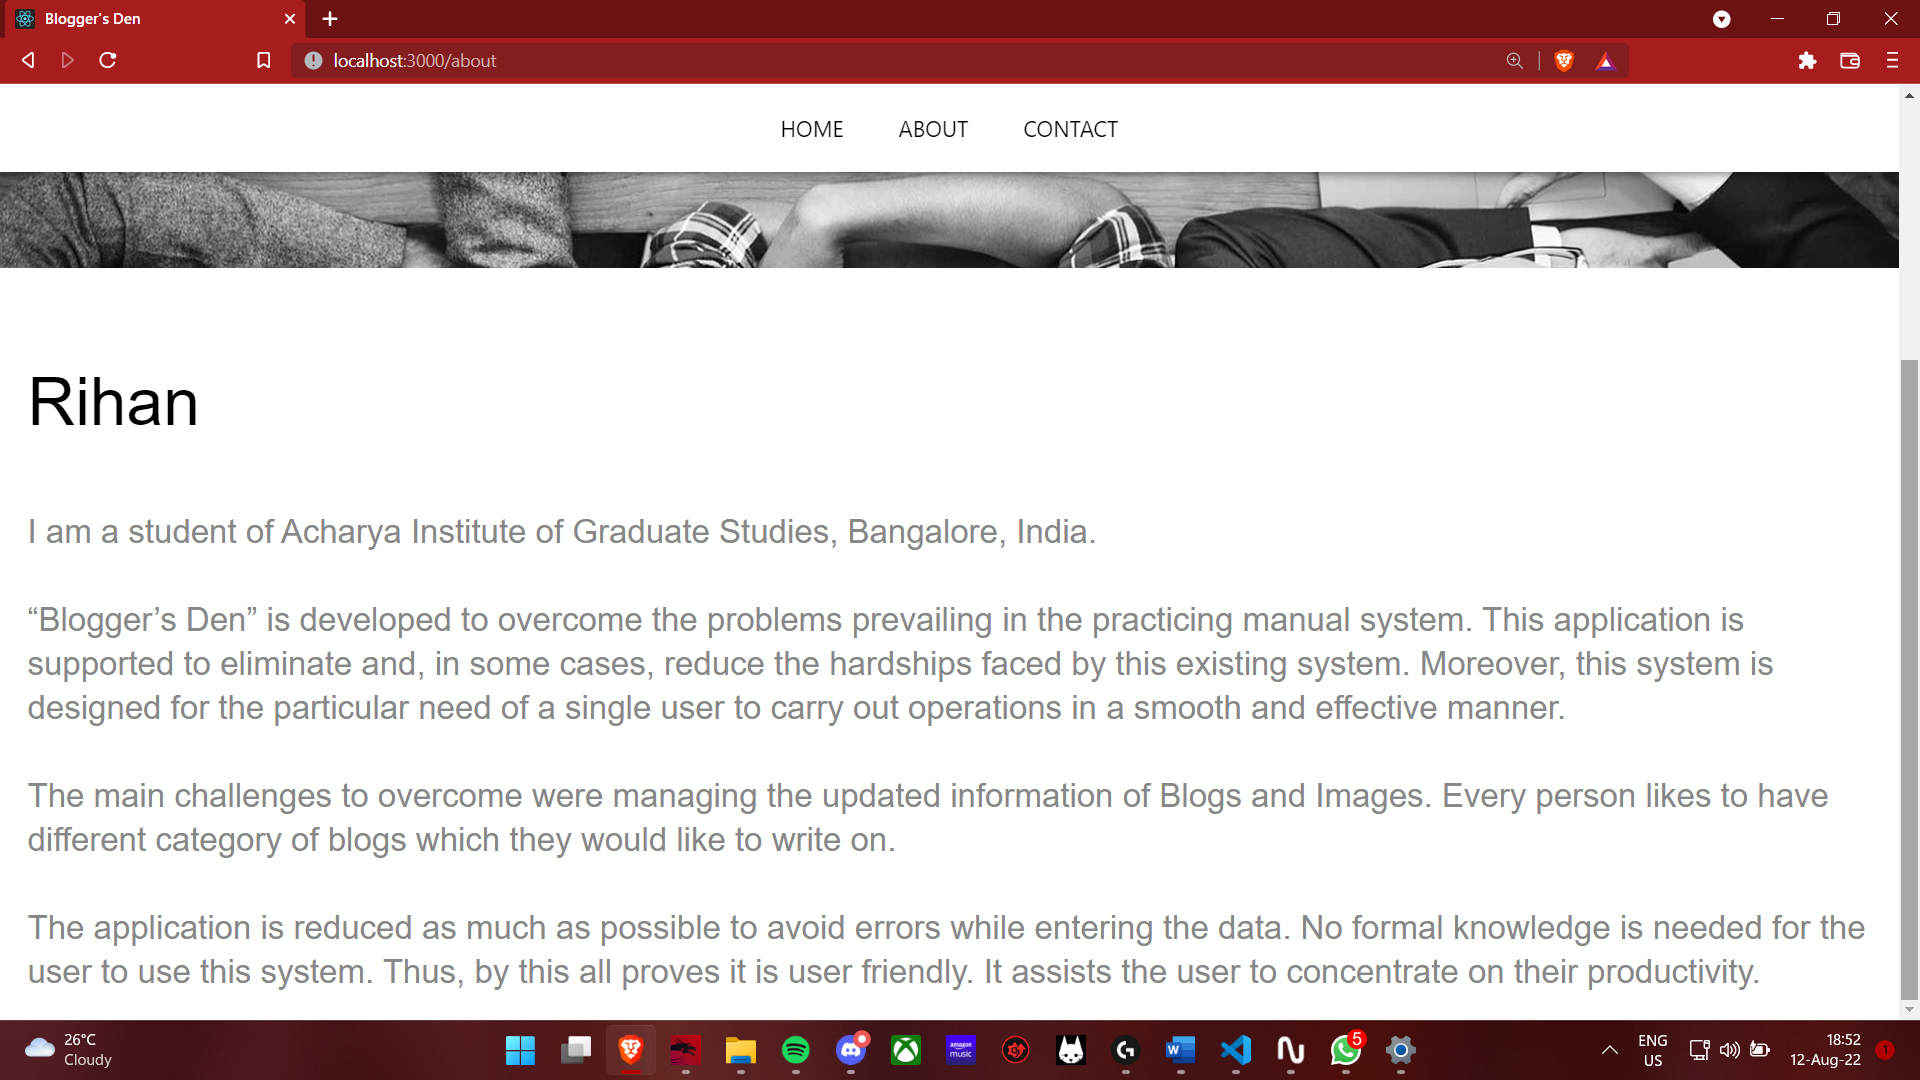 Blogger's Den
localhost:3000/about
HOME ABOUT CONTACT
Rihan
I am a student of Acharya Institute of Graduate Studies, Bangalore, India.
“Blogger’s Den” is developed to overcome the problems prevailing in the practicing manual system. This application is
supported to eliminate and, in some cases, reduce the hardships faced by this existing system. Moreover, this system is
designed for the particular need of a single user to carry out operations in a smooth and effective manner.
The main challenges to overcome were managing the updated information of Blogs and Images. Every person likes to have
different category of blogs which they would like to write on.
The application is reduced as much as possible to avoid errors while entering the data. No formal knowledge is needed for the
user to use this system. Thus, by this all proves it is user friendly. It assists the user to concentrate on their productivity.
26°C
Cloudy
amazon
music
W
5
ENG
US
18:52
12-Aug-22
1